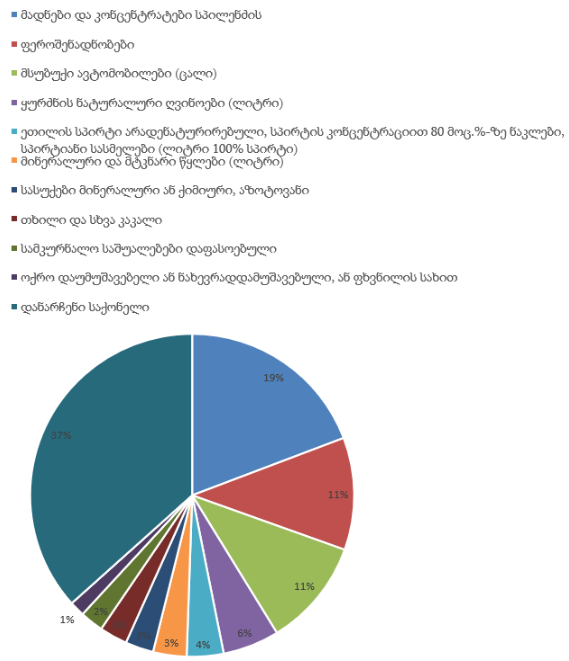 მადნები და კონცენტრატები სპილენძის
ფეროშენადნობები
მსუბუქი ავტომობილები (ცალი)
ყურძნის ნატურალური ღვინოები (ლიტრი)
ეთილის სპირტი არადენატურირებული, სპირტის კონცენტრაციით 80 მოც.%-ზე ნაკლები,
სპირტიანი სასმელები (ლიტრი 100% სპირტი)
მინერალური და მტკნარი წყლები (ლიტრი)
სასუქები მინერალური ან ქიმიური, აზოტოვანი
თხილი და სხვა კაკალი
სამკურნალო საშუალებები დაფასოებული
ოქრო დაუმუშავებელი ან ნახევრადდამუშავებული, ან ფხვნილის სახით
დანარჩენი საქონელი
19%
37%
11%
11%
2%
1%
6%
3%
4%